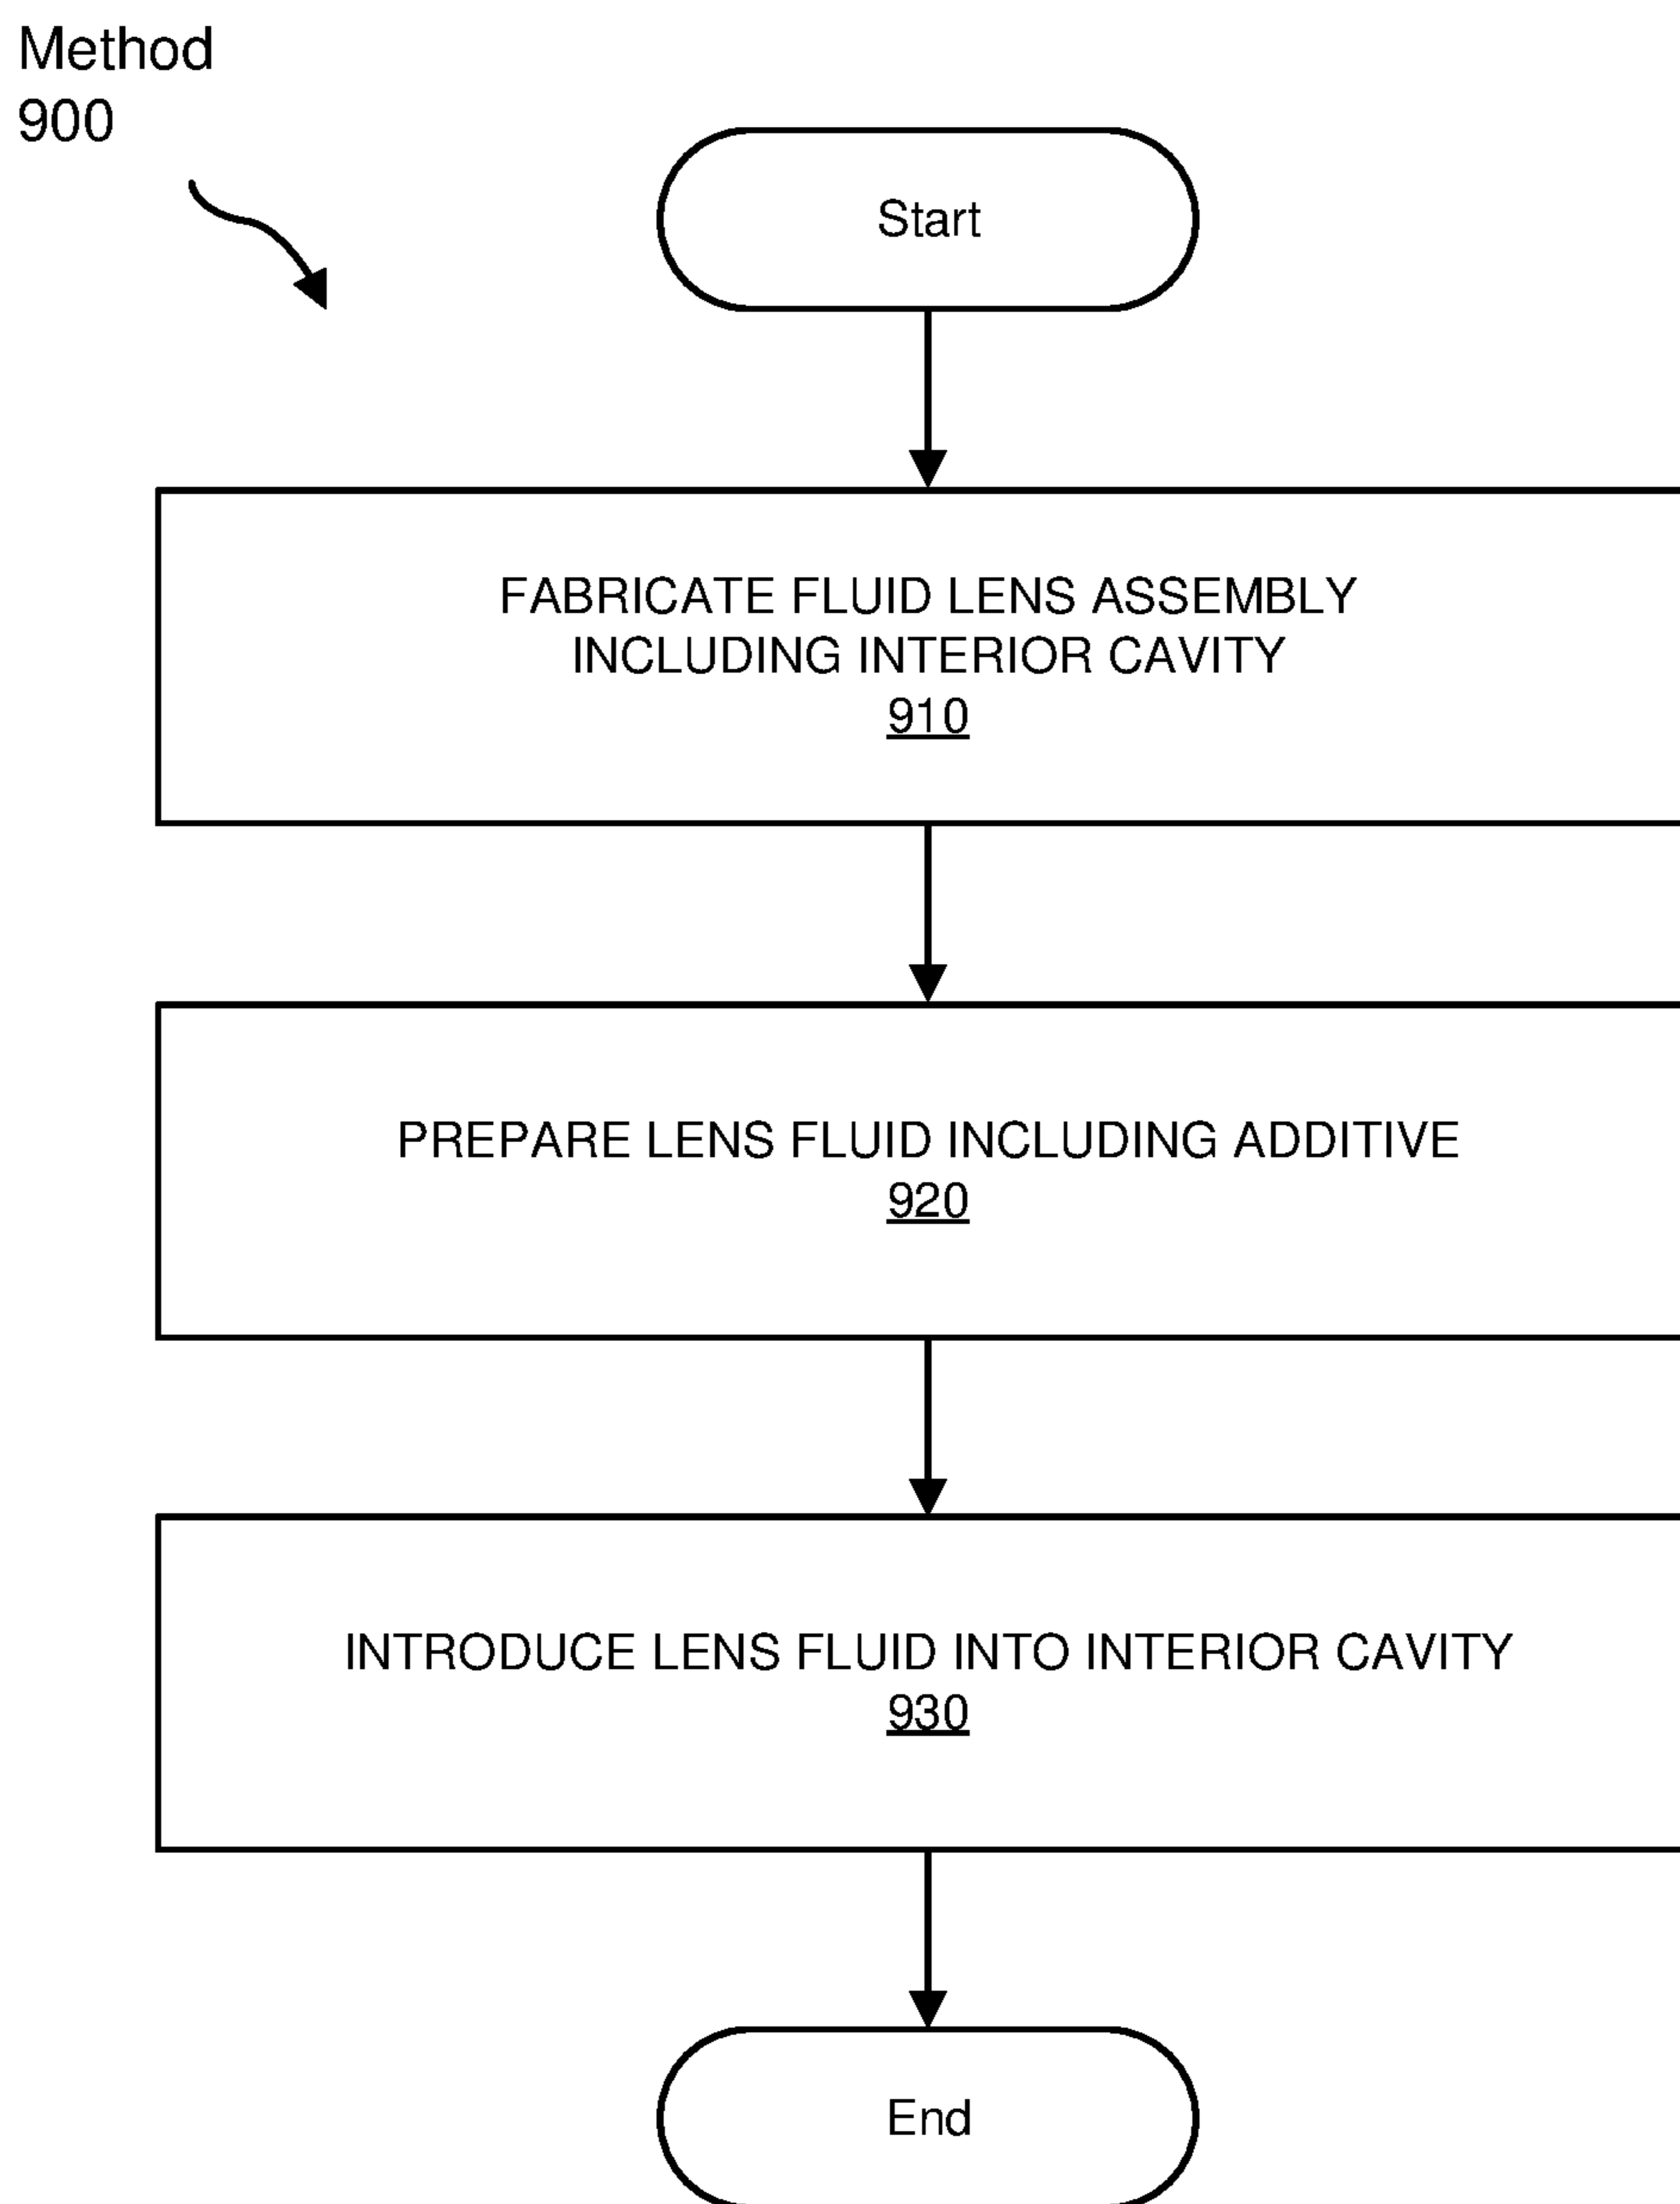 Method
900
Start
FABRICATE FLUID LENS ASSEMBLY
INCLUDING INTERIOR CAVITY
910
PREPARE LENS FLUID INCLUDING ADDITIVE
920
INTRODUCE LENS FLUID INTO INTERIOR CAVITY
930
End